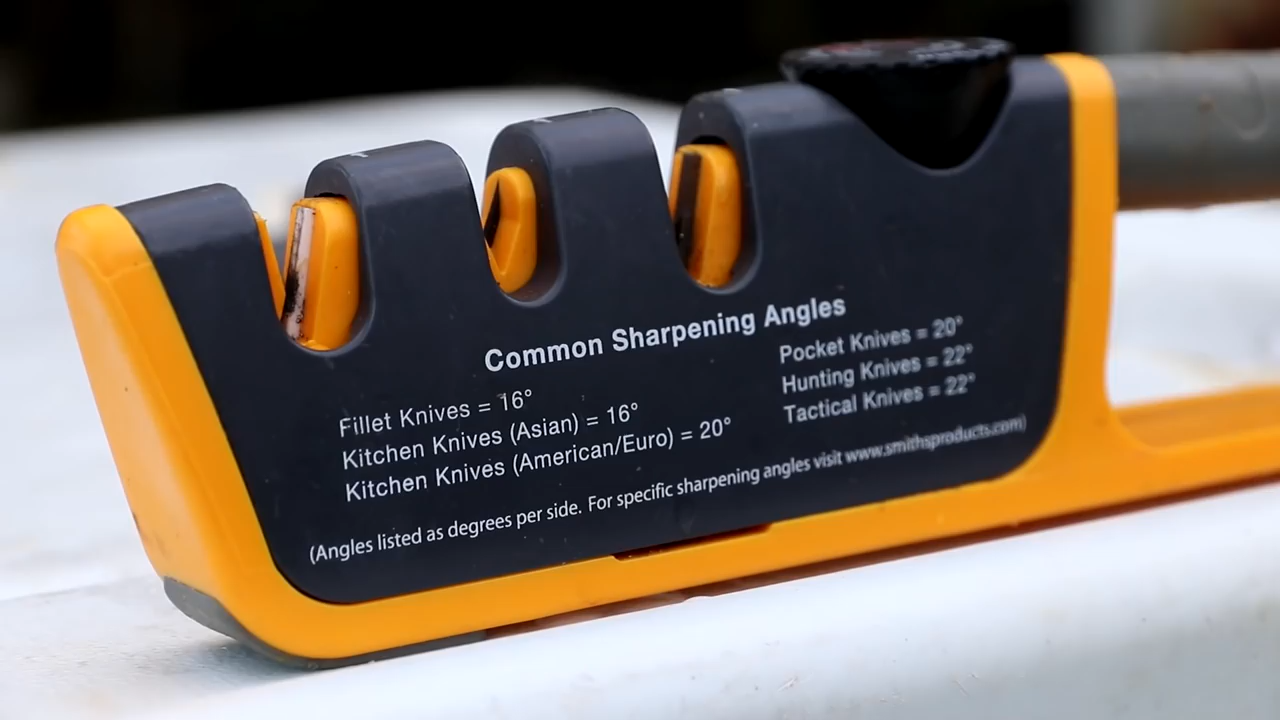 Common Sharpening Angles
Fillet Knives = 16°
Kitchen Knives (Asian) = 16°
Kitchen Knives (American/Euro) = 20°
Pocket Knives = 20°
Hunting Knives = 22°
Tactical Knives = 22°
(Angles listed as degrees per side. For specific sharpening angles visit www.smithsproducts.com)